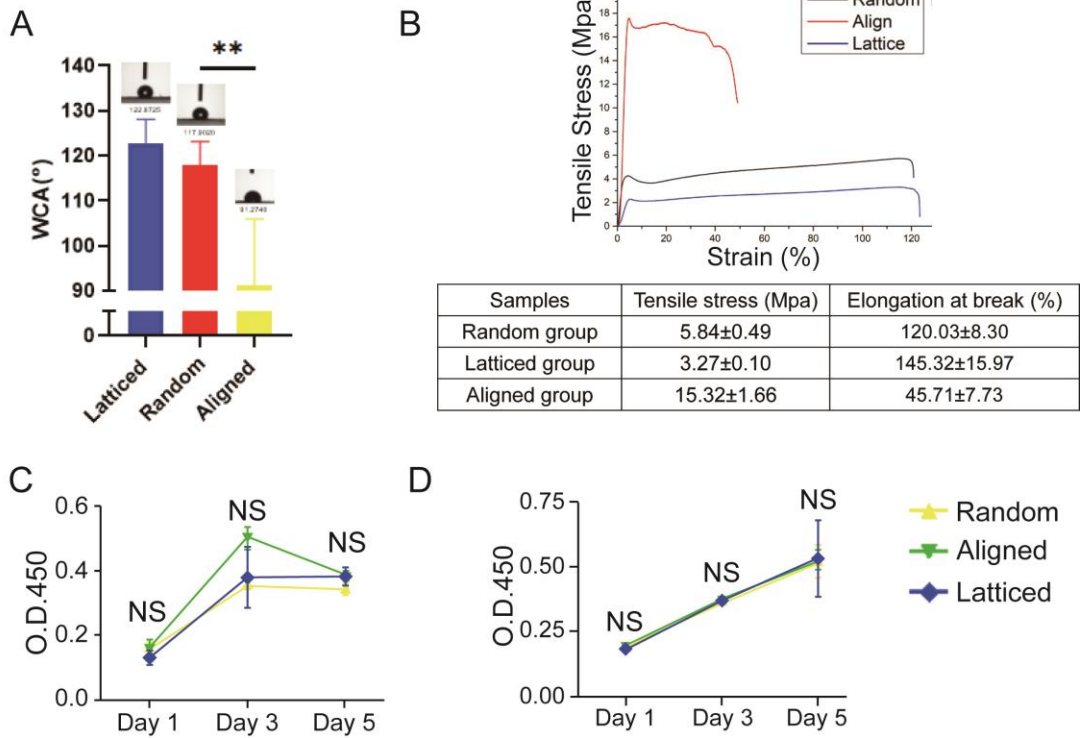 A
**
140
130
120
110
100
90
0
WCA(°)
122.8725
Latticed
Random
Aligned
B
Random
Align
Lattice
Tensile Stress (Mpa)
18
16
14
12
10
8
6
4
2
0
0 20 40 60 80 100 120
Strain (%)
Samples Tensile stress (Mpa) Elongation at break (%)
Random group 5.84±0.49 120.03±8.30
Latticed group 3.27±0.10 145.32±15.97
Aligned group 15.32±1.66 45.71±7.73
C
0.6
0.4
0.2
0.0
O.D.450
NS
NS
NS
Day 1 Day 3 Day 5
D
0.75
0.50
0.25
0.00
O.D.450
NS
NS
NS
Day 1 Day 3 Day 5
Random
Aligned
Latticed